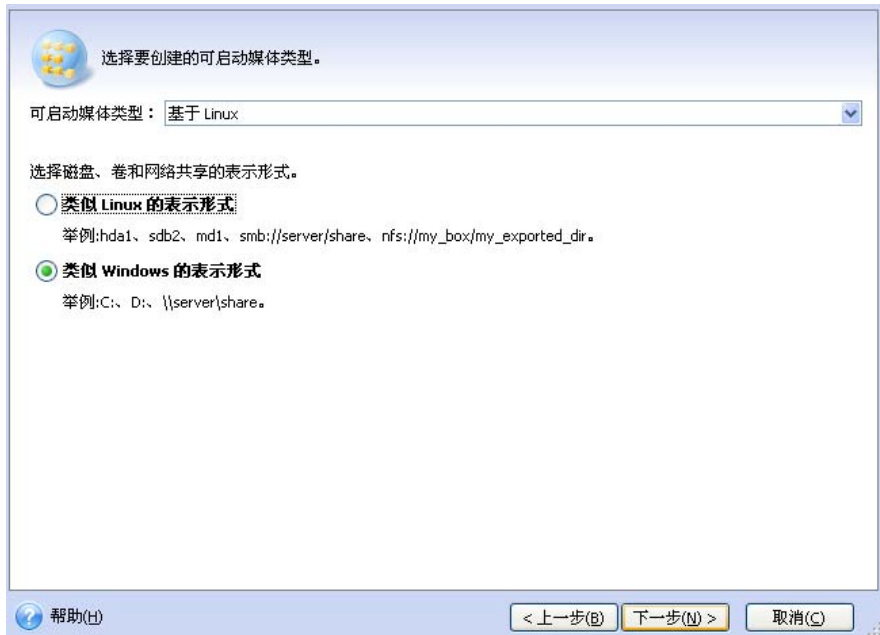 选择要创建的可启动媒体类型。
可启动媒体类型： 基于 Linux
选择磁盘、卷和网络共享的表示形式。
类似 Linux 的表示形式
举例:hda1、sdb2、md1、smb://server/share、nfs://my_box/my_exported_dir。
类似 Windows 的表示形式
举例:C:、D:、\\server\share。
帮助(H) < 上一步(B) 下一步(N) > 取消(C)